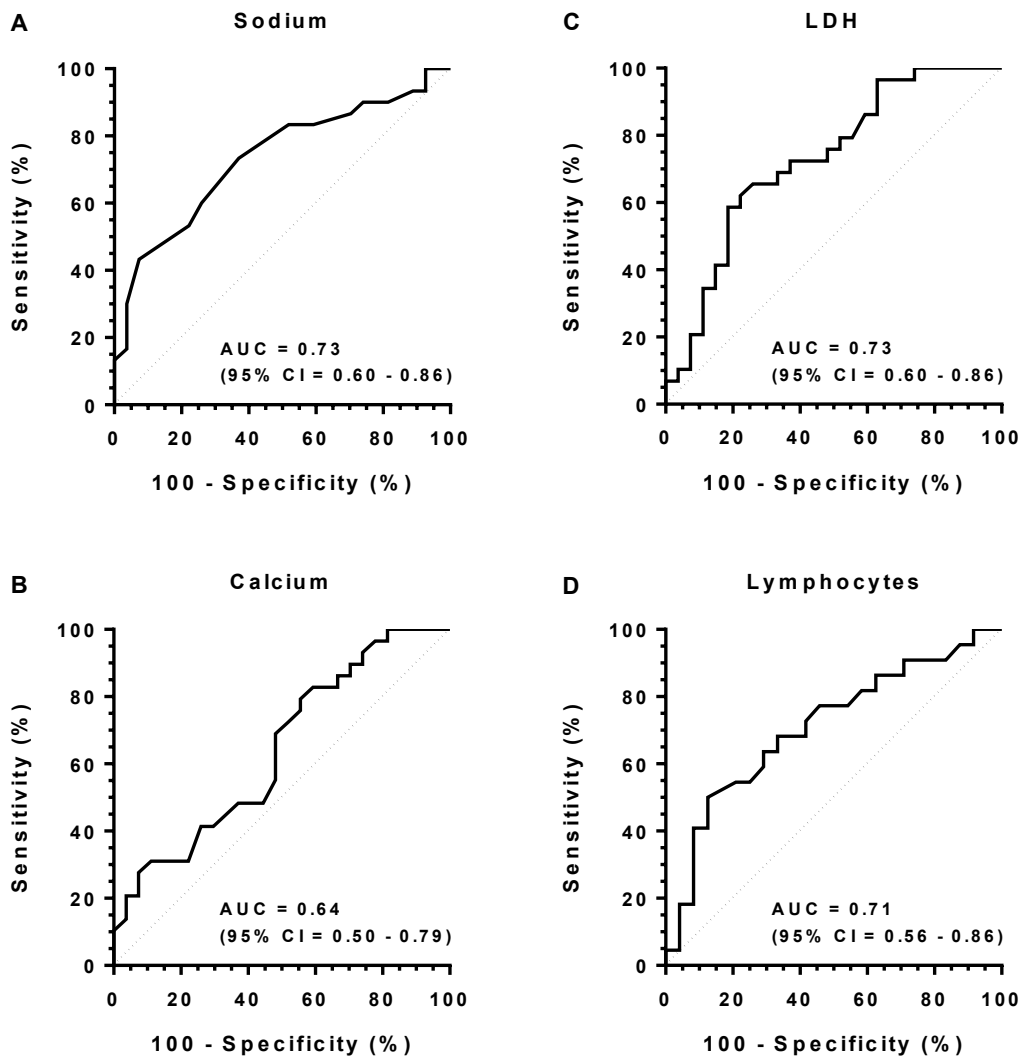 A
Sodium
100
80
60
40
20
0
Sensitivity (%)
AUC = 0.73
(95% CI = 0.60 - 0.86)
0 20 40 60 80 100
100 - Specificity (%)
C
LDH
100
80
60
40
20
0
Sensitivity (%)
AUC = 0.73
(95% CI = 0.60 - 0.86)
0 20 40 60 80 100
100 - Specificity (%)
B
Calcium
100
80
60
40
20
0
Sensitivity (%)
AUC = 0.64
(95% CI = 0.50 - 0.79)
0 20 40 60 80 100
100 - Specificity (%)
D
Lymphocytes
100
80
60
40
20
0
Sensitivity (%)
AUC = 0.71
(95% CI = 0.56 - 0.86)
0 20 40 60 80 100
100 - Specificity (%)